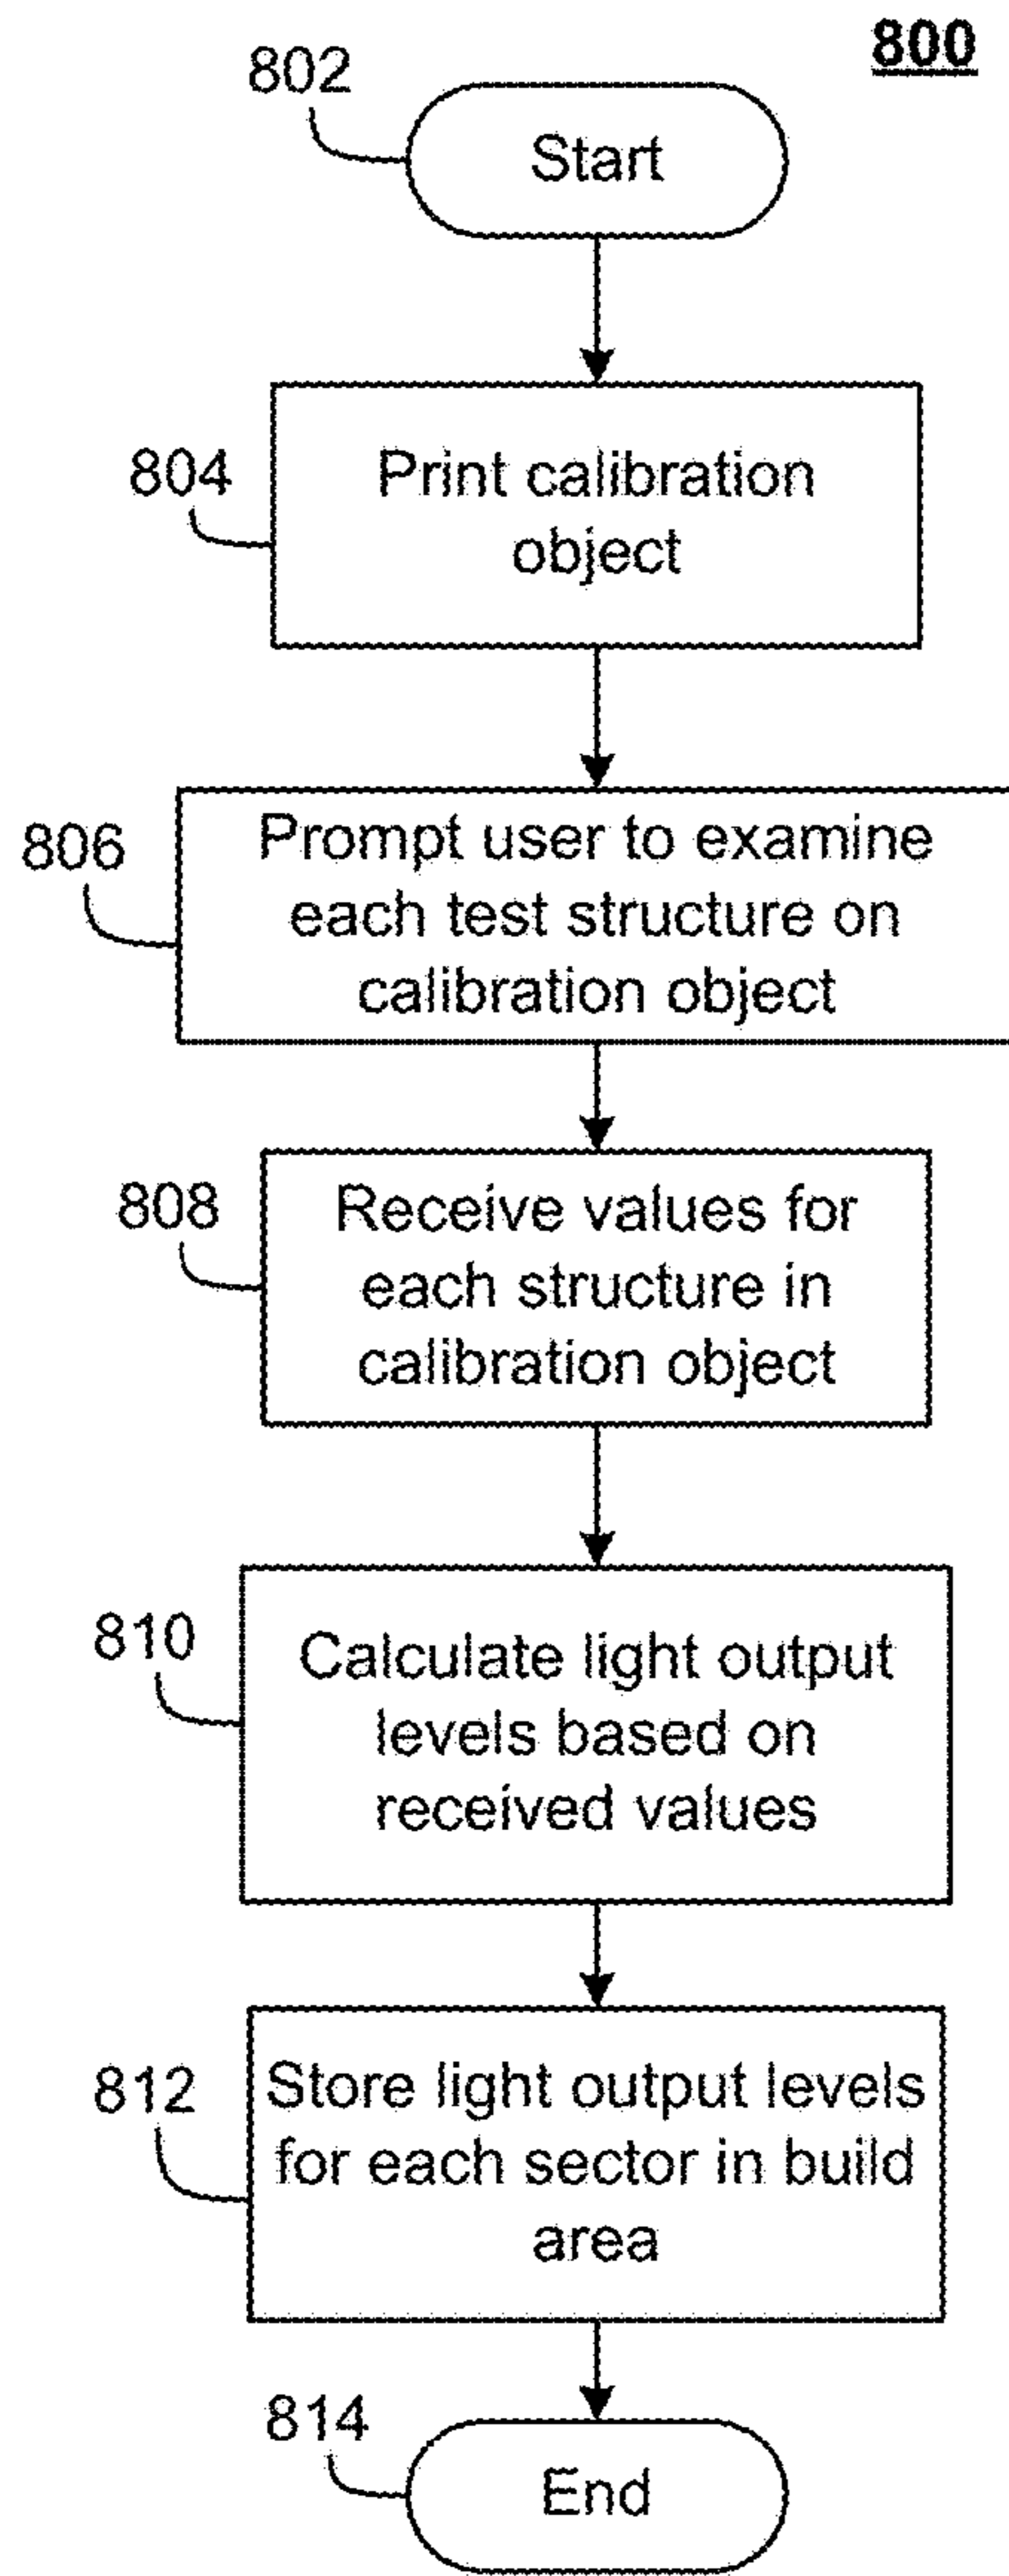 800
802
Start
804
Print calibration
object
806
Prompt user to examine
each test structure on
calibration object
808
Receive values for
each structure in
calibration object
810
Calculate light output
levels based on
received values
812
Store light output levels
for each sector in build
area
814
End